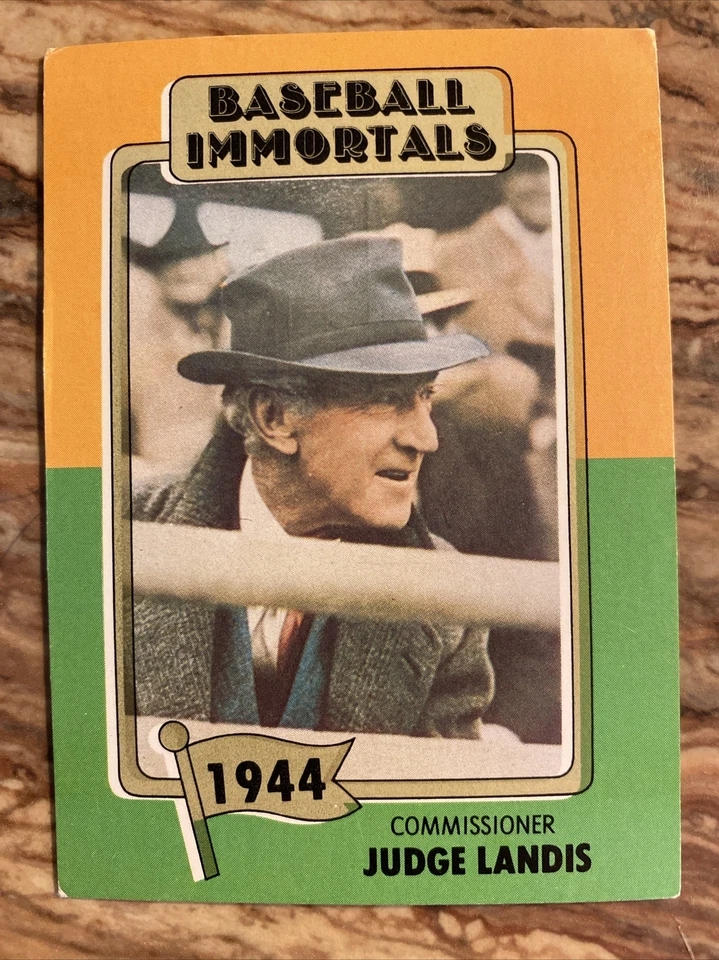 BASEBALL
IMMORTALS
1944
COMMISSIONER
JUDGE LANDIS